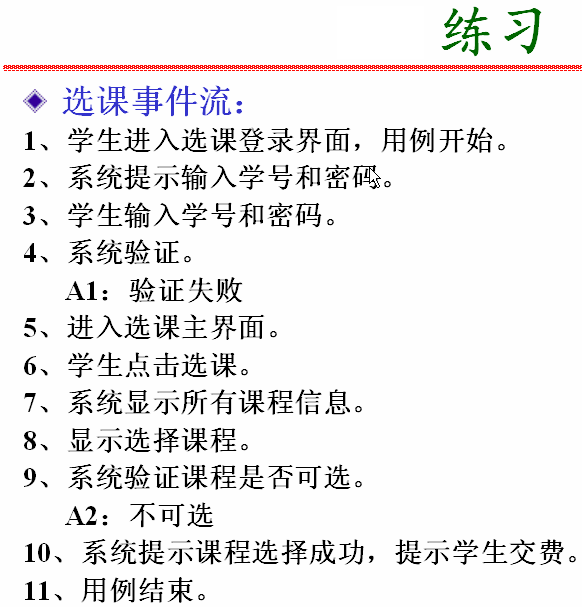 练习
选课事件流：
1、学生进入选课登录界面，用例开始。
2、系统提示输入学号和密码。
3、学生输入学号和密码。
4、系统验证。
A1：验证失败
5、进入选课主界面。
6、学生点击选课。
7、系统显示所有课程信息。
8、显示选择课程。
9、系统验证课程是否可选。
A2：不可选
10、系统提示课程选择成功，提示学生交费。
11、用例结束。